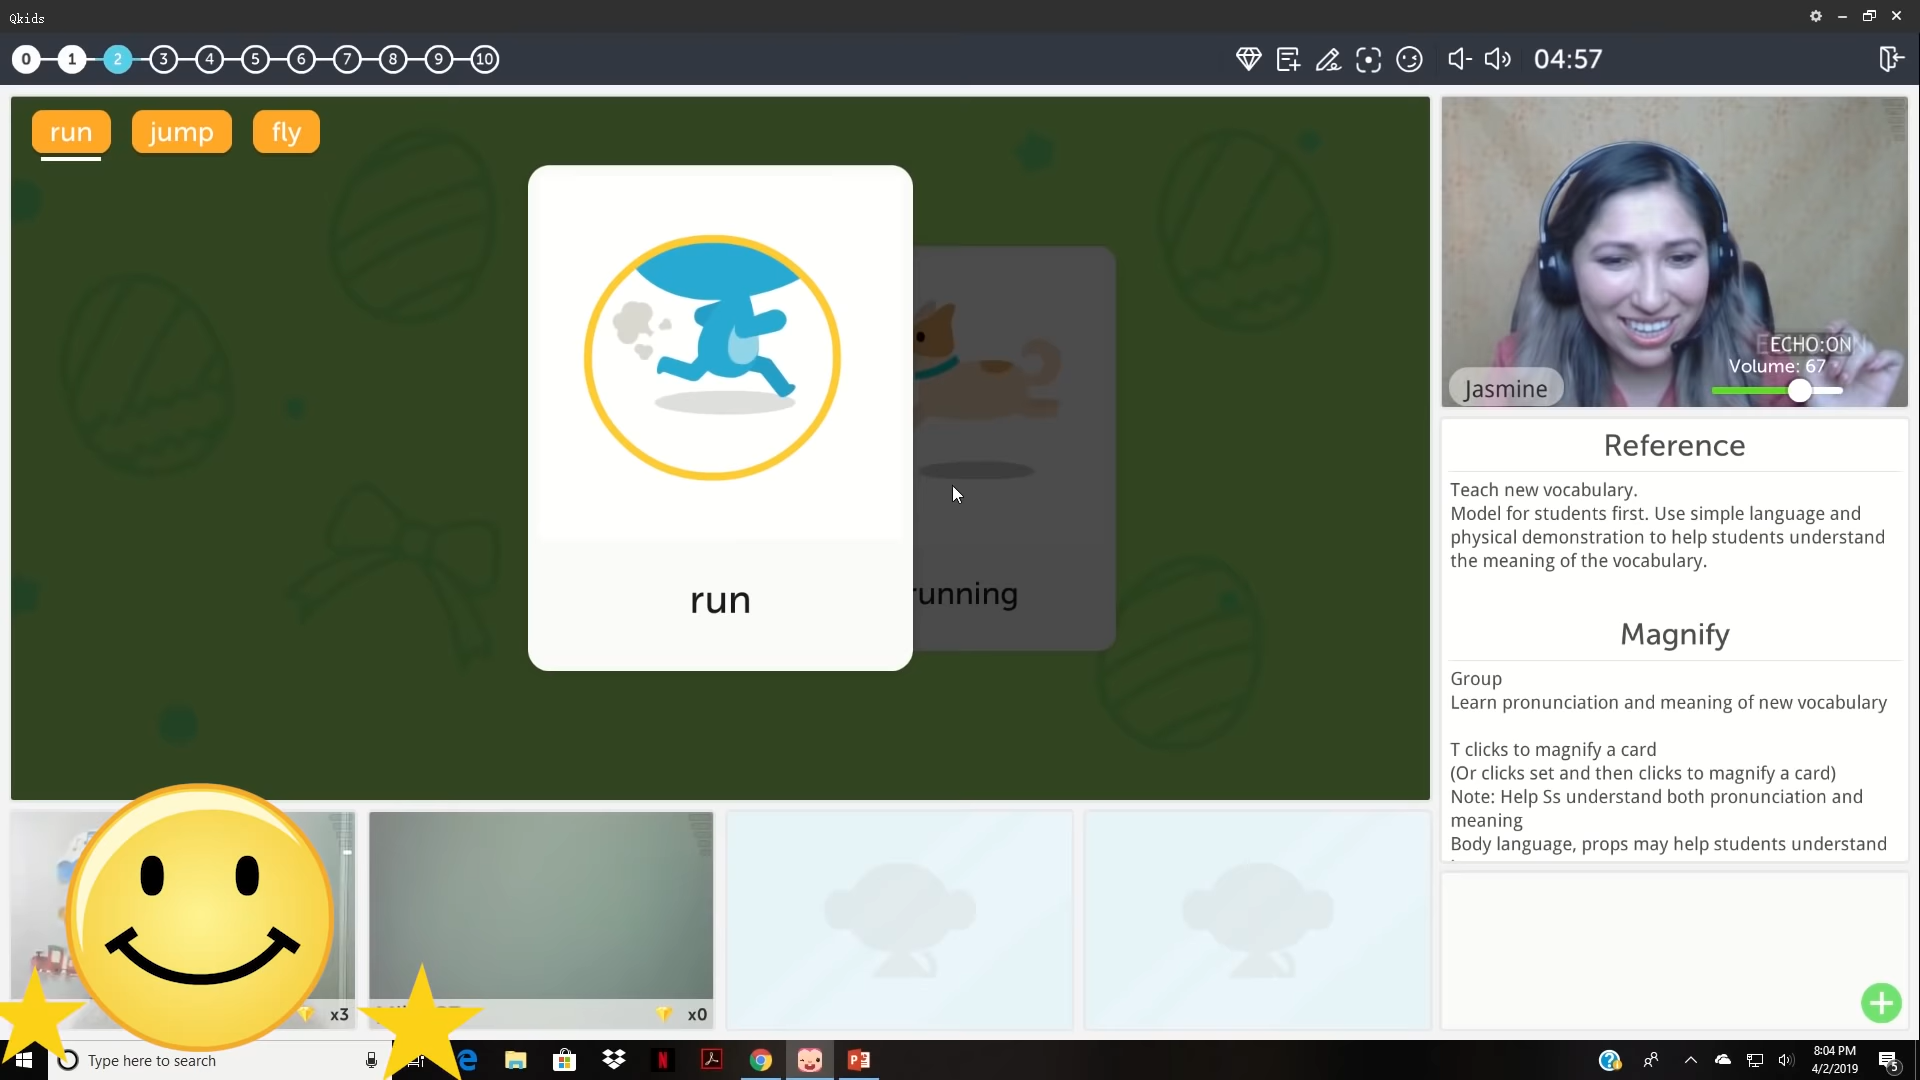 Qkids
0 1 2 3 4 5 6 7 8 9 10
04:57
run jump fly
run
running
ECHO:ON
Volume: 67
Jasmine
Reference
Teach new vocabulary.
Model for students first. Use simple language and
physical demonstration to help students understand
the meaning of the vocabulary.
Magnify
Group
Learn pronunciation and meaning of new vocabulary
T clicks to magnify a card
(Or clicks set and then clicks to magnify a card)
Note: Help Ss understand both pronunciation and
meaning
Body language, props may help students understand
x3
x0
Type here to search
8:04 PM
4/2/2019
5